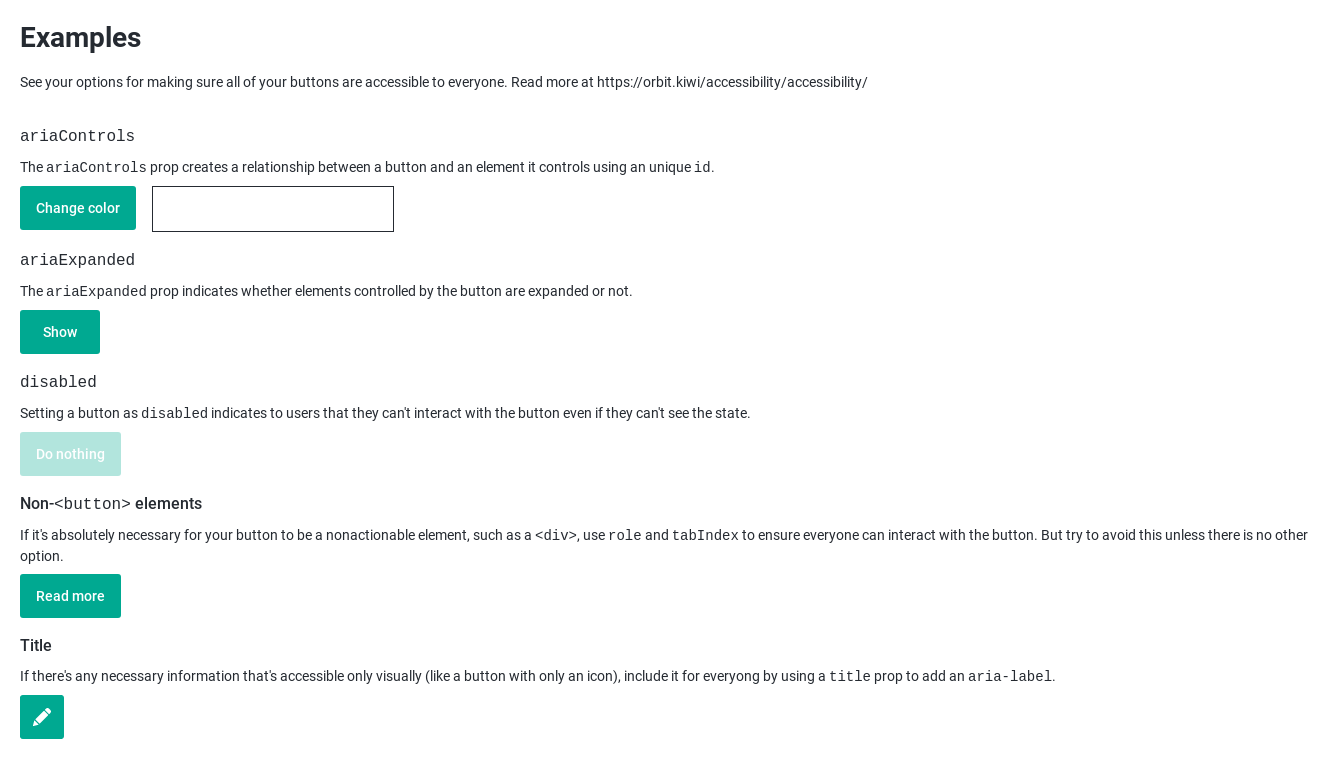 Examples
See your options for making sure all of your buttons are accessible to everyone. Read more at https://orbit.kiwi/accessibility/accessibility/
ariaControls
The ariaControls prop creates a relationship between a button and an element it controls using an unique id.
Change color
ariaExpanded
The ariaExpanded prop indicates whether elements controlled by the button are expanded or not.
Show
disabled
Setting a button as disabled indicates to users that they can't interact with the button even if they can't see the state.
Do nothing
Non-<button> elements
If it's absolutely necessary for your button to be a nonactionable element, such as a <div>, use role and tabIndex to ensure everyone can interact with the button. But try to avoid this unless there is no other
option.
Read more
Title
If there's any necessary information that's accessible only visually (like a button with only an icon), include it for everyong by using a title prop to add an aria-label.